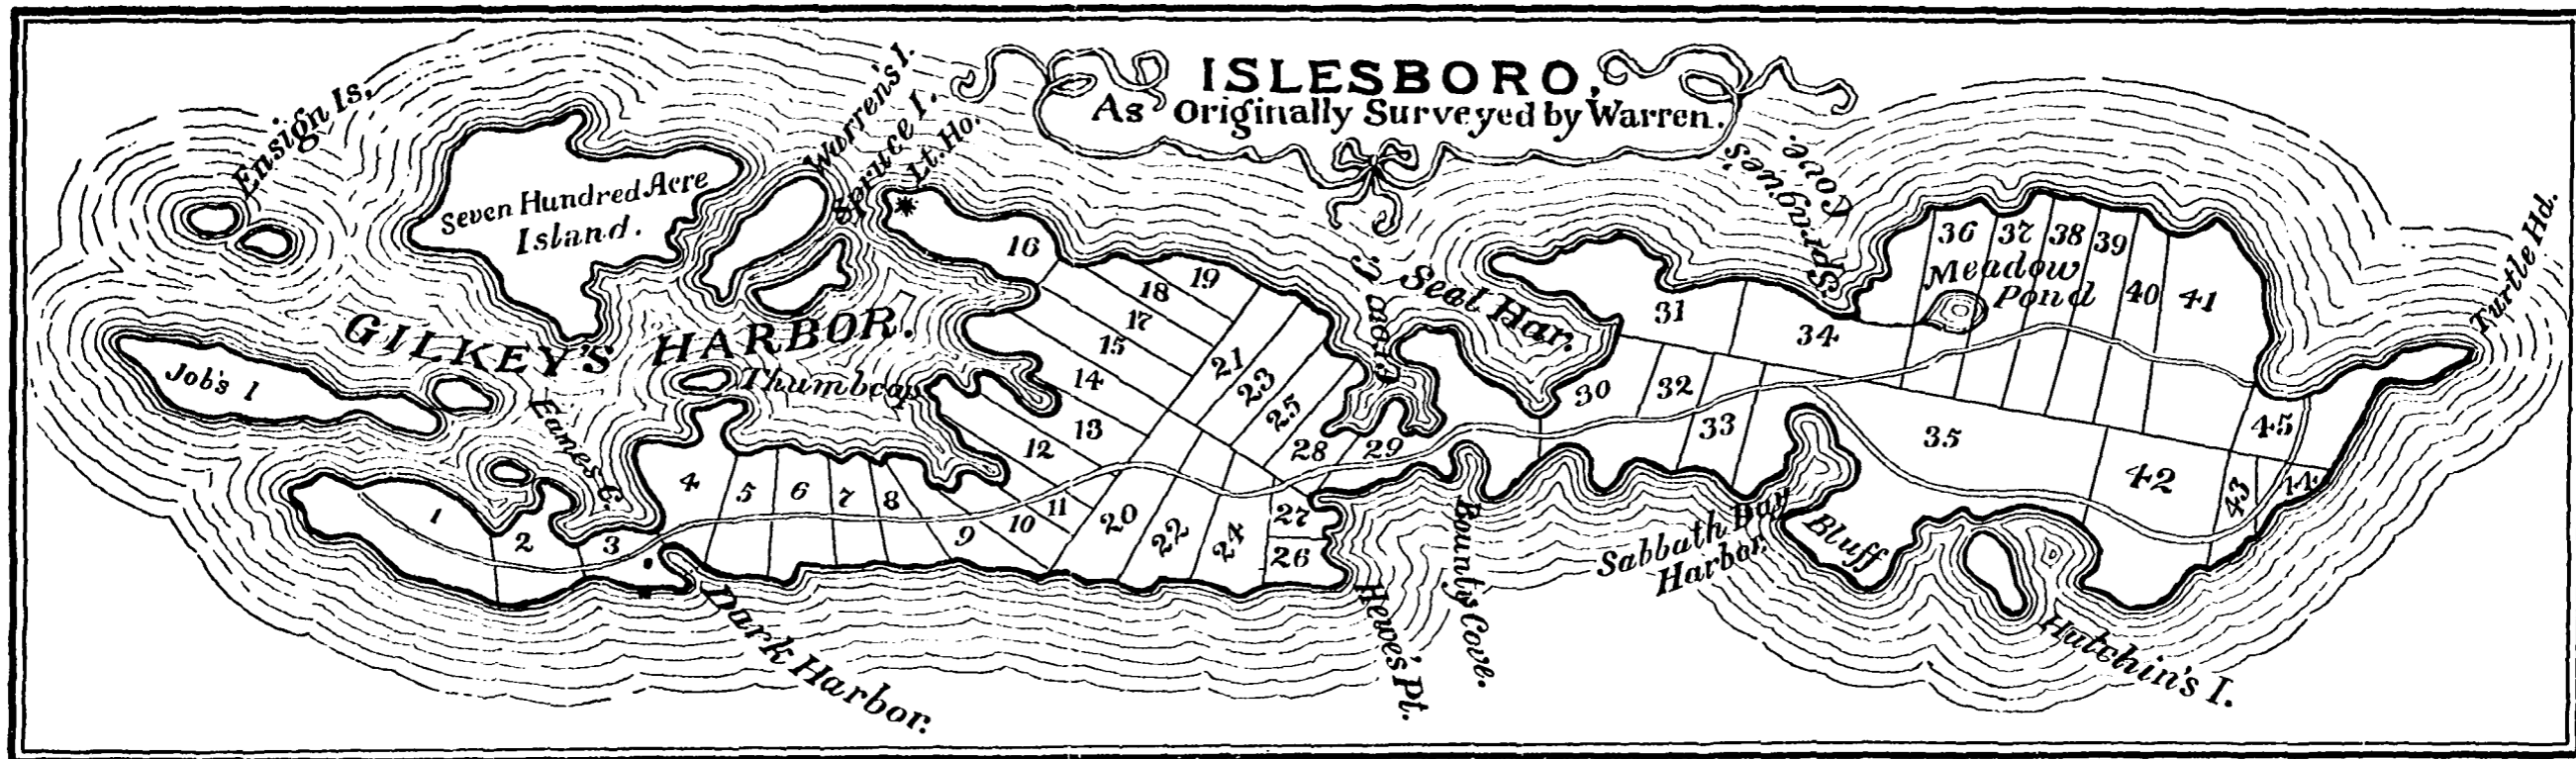 ISLESBORO,
As Originally Surveyed by Warren.
Ensign Is,
Seven Hundred Acre
Island.
Warren's I.
Spruce I.
Lt. Ho.
GILKEY'S HARBOR.
Job's I
Thumbcap
Eames C.
Dark Harbor.
Seal Har.
Sprague's
Cove.
Meadow
Pond
Turtle Hd.
Hewes' Pt.
Bounty Cove.
Sabbath Day
Harbor.
Bluff
Hutchin's I.
1
2
3
4
5
6
7
8
9
10
11
12
13
14
15
16
17
18
19
20
21
22
23
24
25
26
27
28
29
30
31
32
33
34
35
36
37
38
39
40
41
42
43
44
45